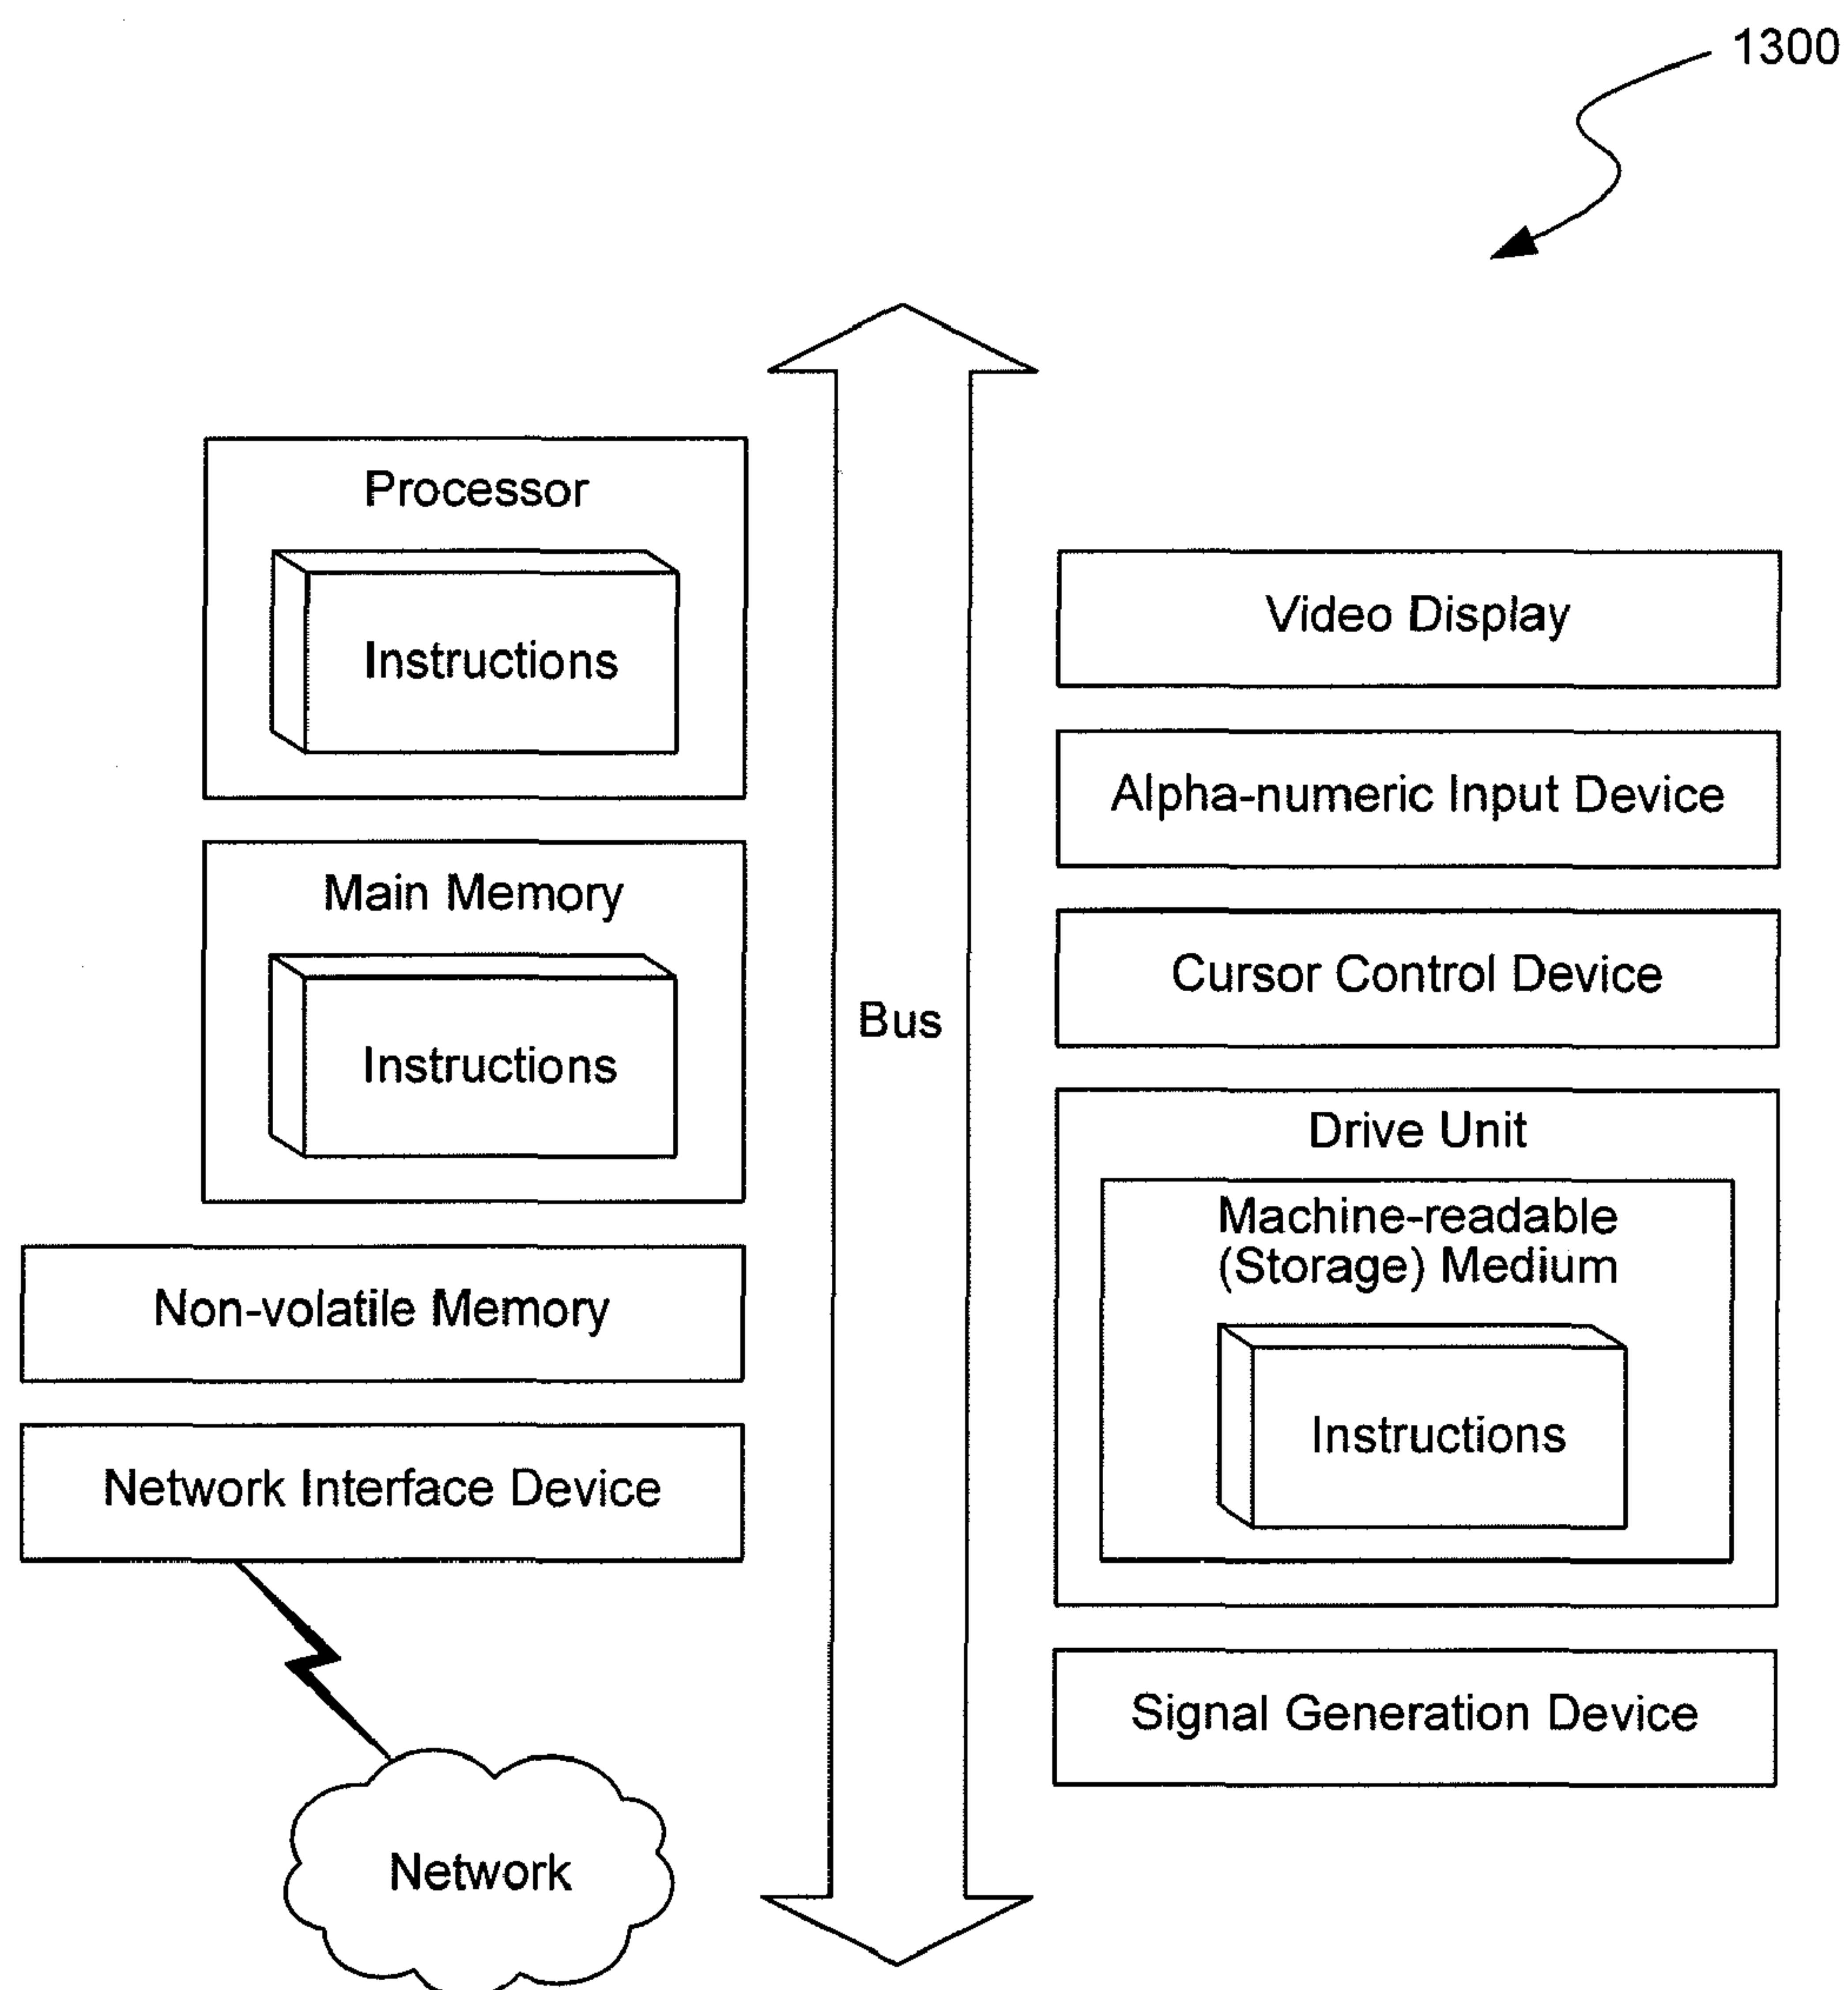 1300
Processor
Instructions
Main Memory
Instructions
Non-volatile Memory
Network Interface Device
Network
Bus
Video Display
Alpha-numeric Input Device
Cursor Control Device
Drive Unit
Machine-readable
(Storage) Medium
Instructions
Signal Generation Device